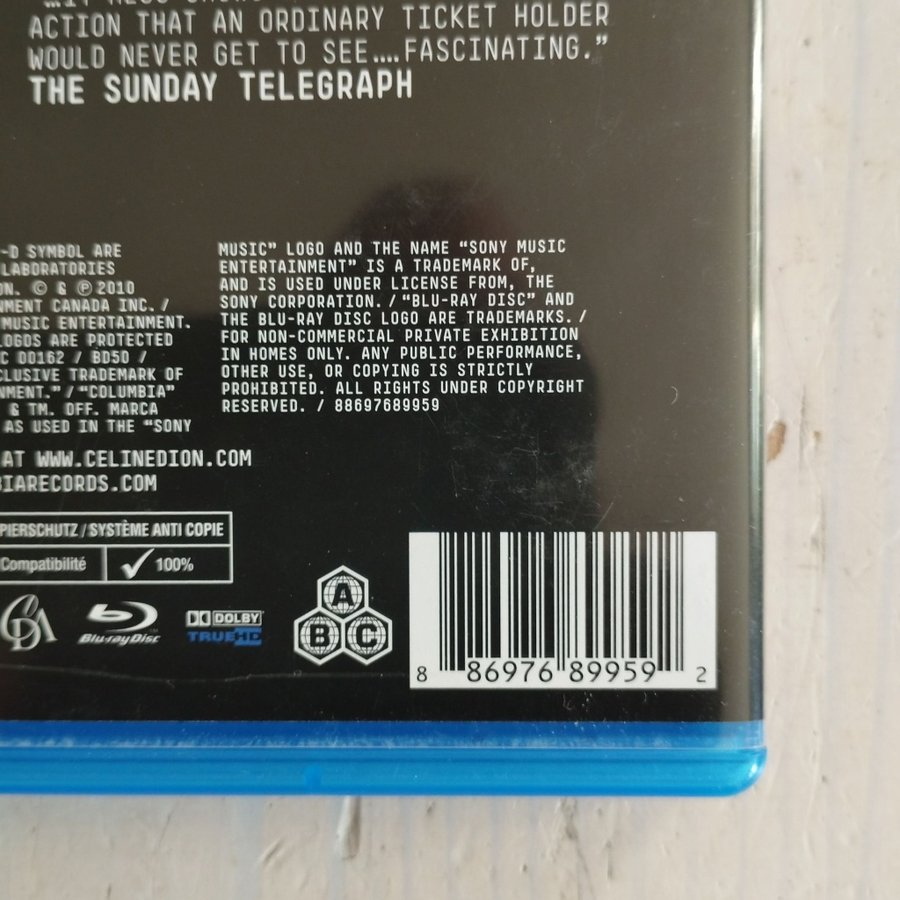 ACTION THAT AN ORDINARY TICKET HOLDER
WOULD NEVER GET TO SEE....FASCINATING.”
THE SUNDAY TELEGRAPH
-D SYMBOL ARE
LABORATORIES
ON. © & ℗ 2010
NMENT CANADA INC. /
MUSIC ENTERTAINMENT.
LOGOS ARE PROTECTED
C 00162 / BD50 /
CLUSIVE TRADEMARK OF
NMENT.” / “COLUMBIA”
& TM. OFF. MARCA
AS USED IN THE “SONY
MUSIC” LOGO AND THE NAME “SONY MUSIC
ENTERTAINMENT” IS A TRADEMARK OF,
AND IS USED UNDER LICENSE FROM, THE
SONY CORPORATION. / “BLU-RAY DISC” AND
THE BLU-RAY DISC LOGO ARE TRADEMARKS. /
FOR NON-COMMERCIAL PRIVATE EXHIBITION
IN HOMES ONLY. ANY PUBLIC PERFORMANCE,
OTHER USE, OR COPYING IS STRICTLY
PROHIBITED. ALL RIGHTS UNDER COPYRIGHT
RESERVED. / 88697689959
AT WWW.CELINEDION.COM
BIARECORDS.COM
PIERSCHUTZ / SYSTÈME ANTI COPIE
Compatibilité 100%
Blu-ray Disc
DOLBY
TRUEHD
A
B C
8 86976 89959 2